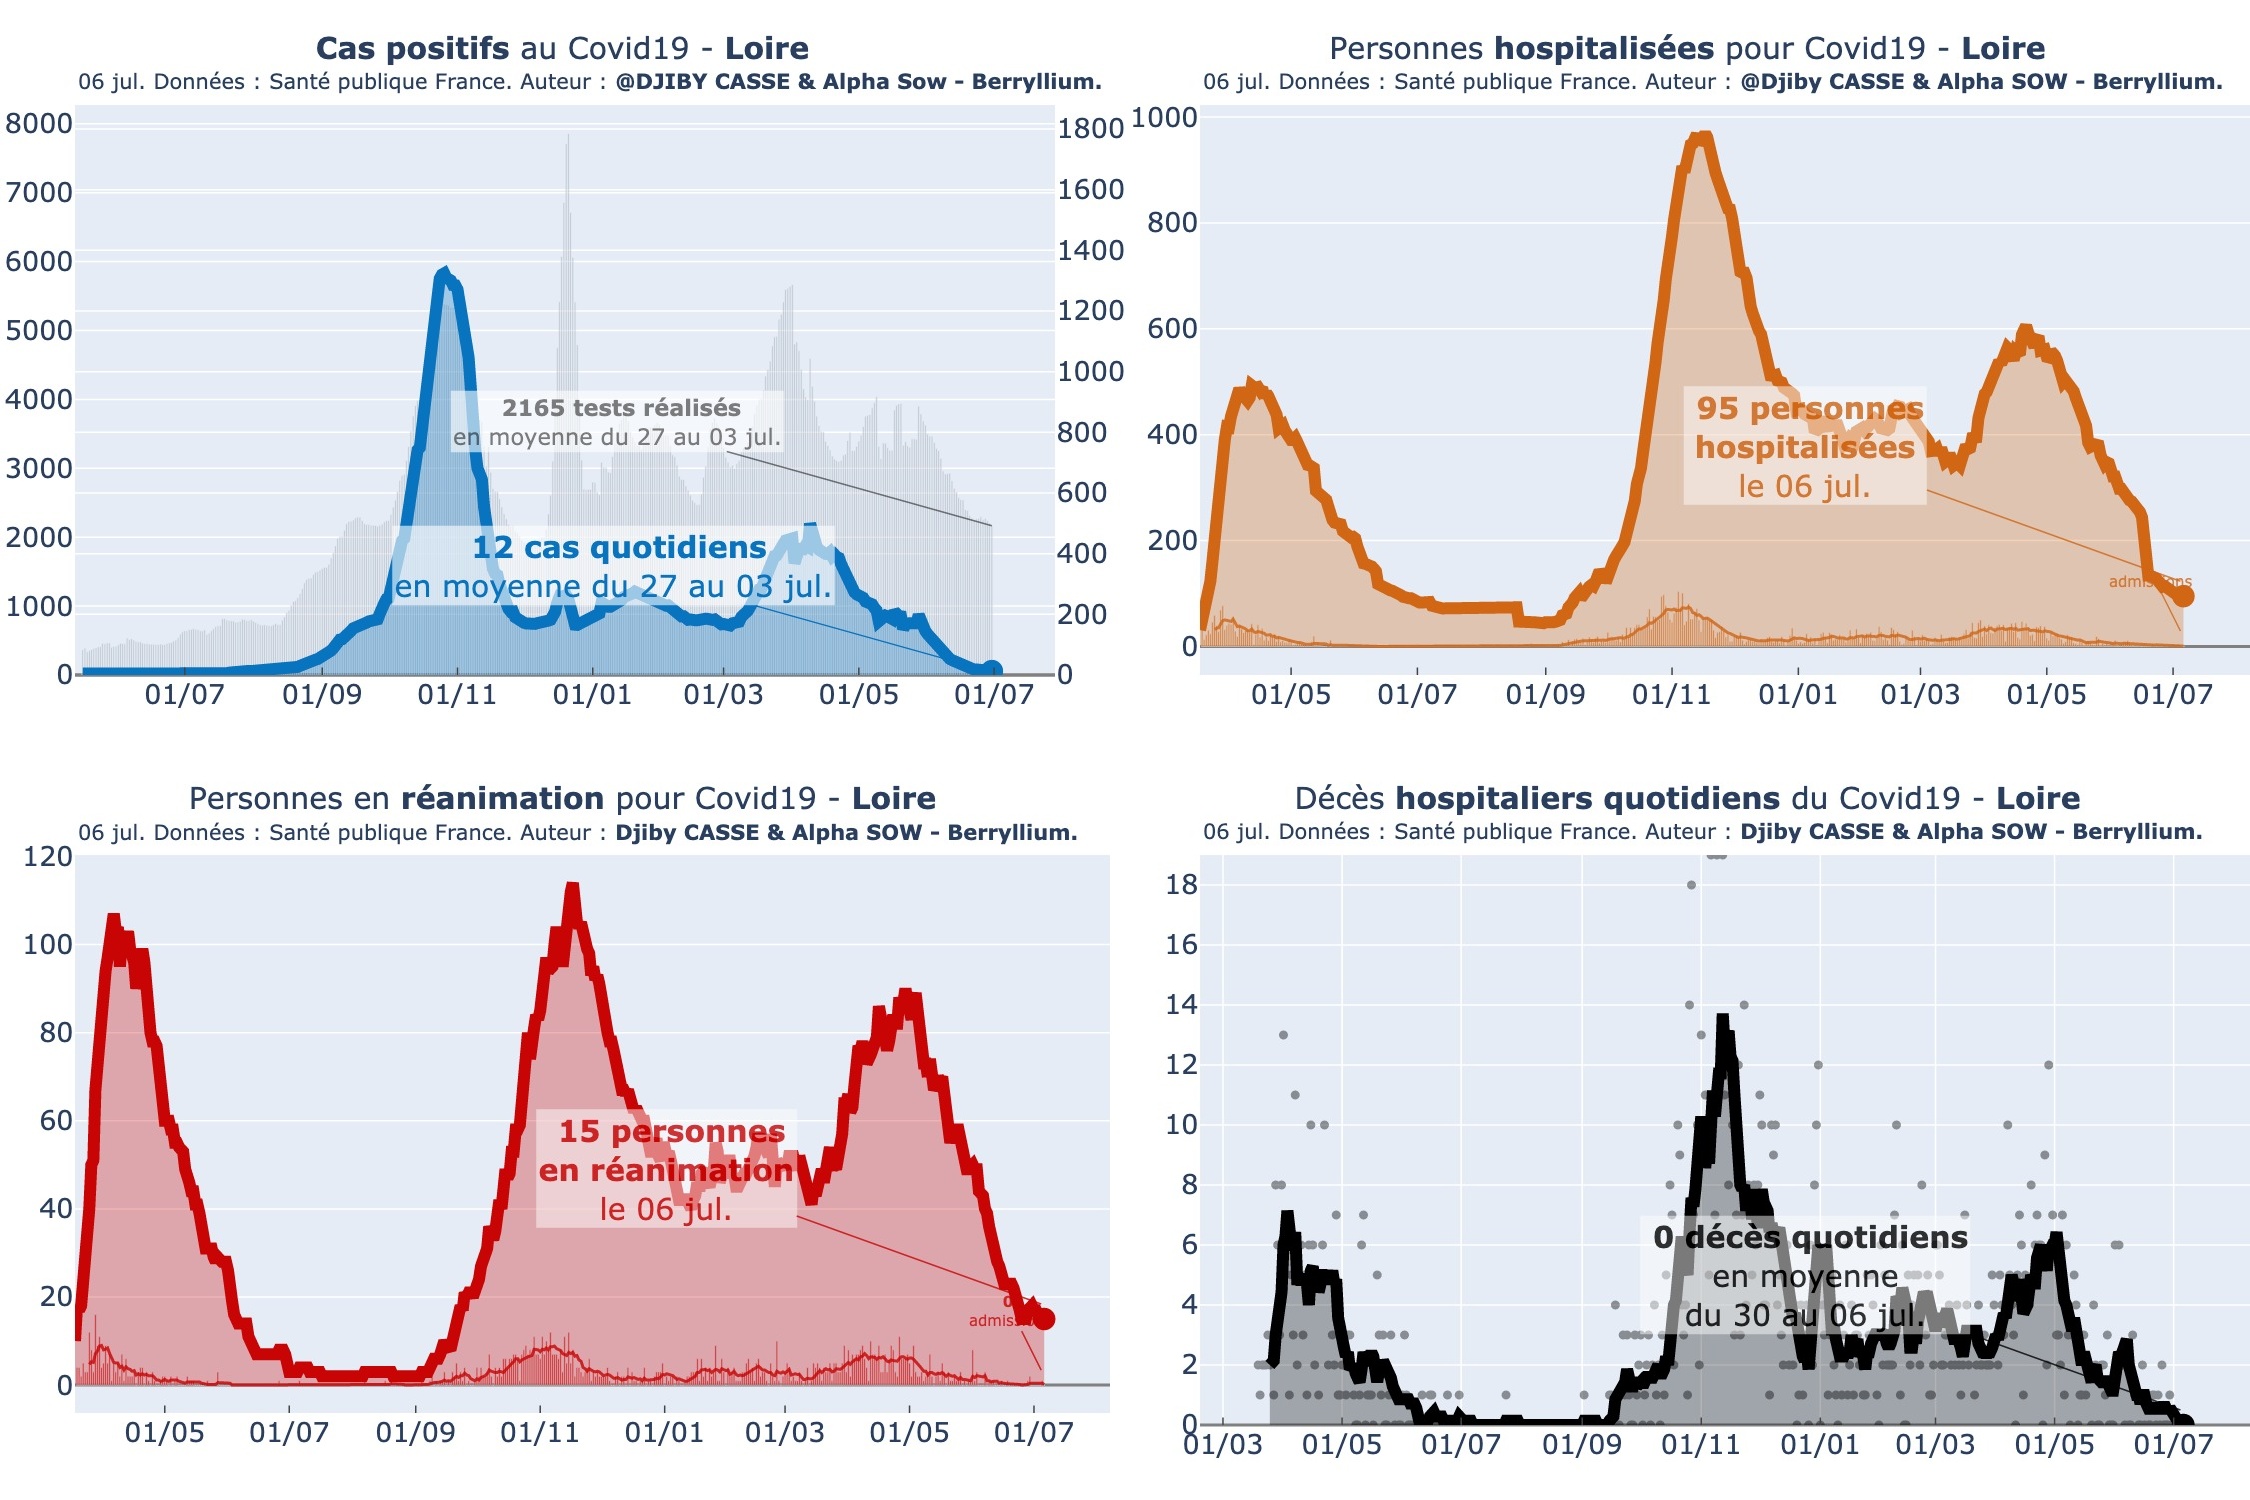 Cas positifs au Covid19 - Loire
06 jul. Données : Santé publique France. Auteur : @DJIBY CASSE & Alpha Sow - Berryllium.
8000
7000
6000
5000
4000
3000
2000
1000
0
1800
1600
1400
1200
1000
800
600
400
200
0
2165 tests réalisés
en moyenne du 27 au 03 jul.
12 cas quotidiens
en moyenne du 27 au 03 jul.
01/07 01/09 01/11 01/01 01/03 01/05 01/07
Personnes hospitalisées pour Covid19 - Loire
06 jul. Données : Santé publique France. Auteur : @Djiby CASSE & Alpha SOW - Berryllium.
1000
800
600
400
200
0
95 personnes
hospitalisées
le 06 jul.
admissions
01/05 01/07 01/09 01/11 01/01 01/03 01/05 01/07
Personnes en réanimation pour Covid19 - Loire
06 jul. Données : Santé publique France. Auteur : Djiby CASSE & Alpha SOW - Berryllium.
120
100
80
60
40
20
0
15 personnes
en réanimation
le 06 jul.
01/05 01/07 01/09 01/11 01/01 01/03 01/05 01/07
Décès hospitaliers quotidiens du Covid19 - Loire
06 jul. Données : Santé publique France. Auteur : Djiby CASSE & Alpha SOW - Berryllium.
18
16
14
12
10
8
6
4
2
0
0 décès quotidiens
en moyenne
du 30 au 06 jul.
01/03 01/05 01/07 01/09 01/11 01/01 01/03 01/05 01/07